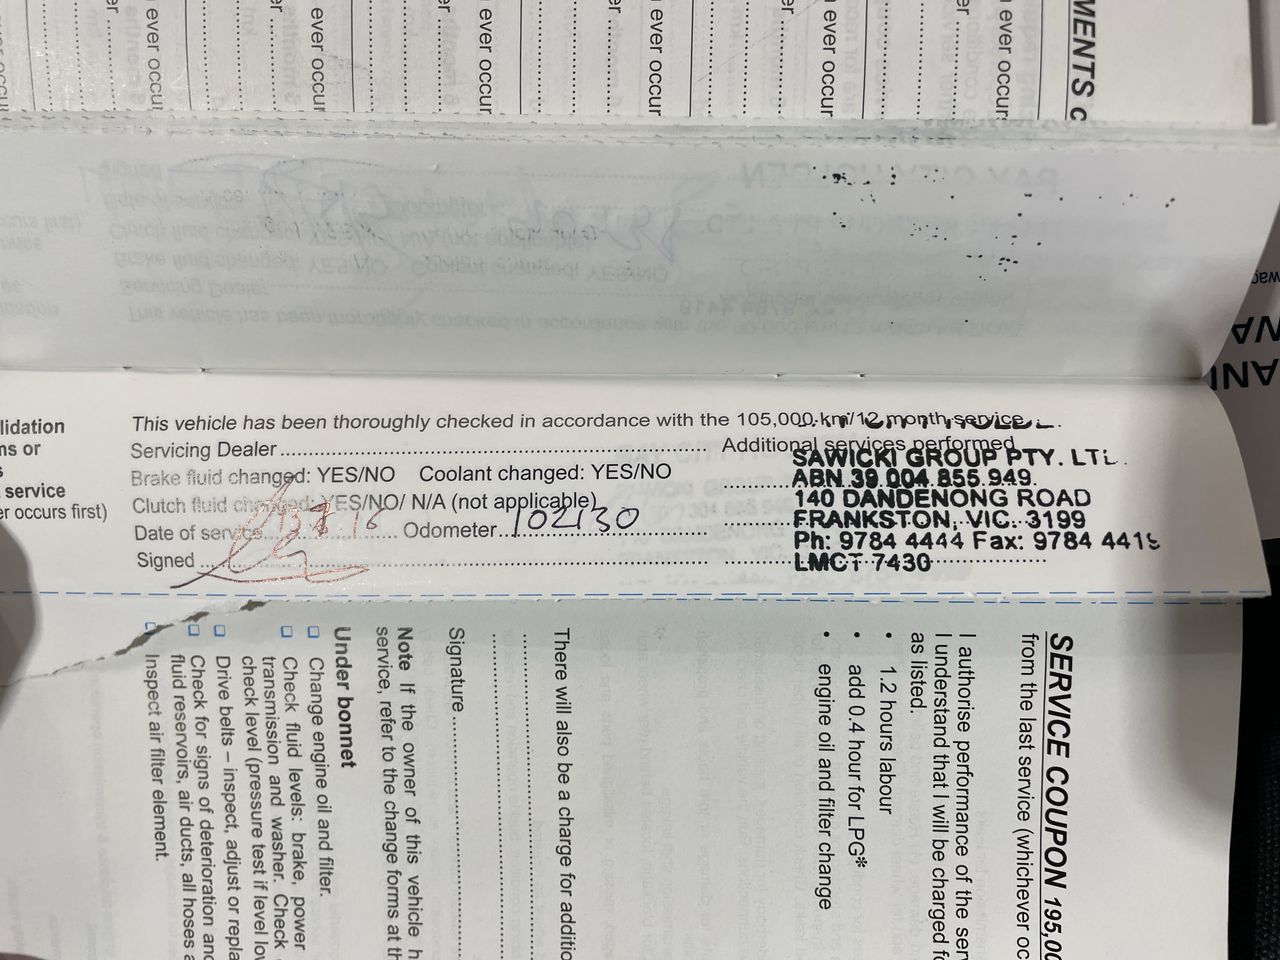 MENTS
ever occur
ever occur
ever occur
ever occur
ever occur
ever occur
ever occur
lidation
ns or
service
er occurs first)
This vehicle has been thoroughly checked in accordance with the 105,000 km/12 month service
Servicing Dealer
Additional services performed
Brake fluid changed: YES/NO Coolant changed: YES/NO
Clutch fluid changed: YES/NO/ N/A (not applicable)
Date of service Odometer 102130
Signed
SAWICKI GROUP PTY. LTD.
ABN 39 004 855 949
140 DANDENONG ROAD
FRANKSTON, VIC. 3199
Ph: 9784 4444 Fax: 9784 4418
LMCT 7430
SERVICE COUPON 195,00
from the last service (whichever oc
I authorise performance of the serv
I understand that I will be charged fo
as listed.
• 1.2 hours labour
• add 0.4 hour for LPG*
• engine oil and filter change
There will also be a charge for additio
Signature
Note If the owner of this vehicle h
service, refer to the change forms at th
Under bonnet
Change engine oil and filter.
Check fluid levels: brake, power
transmission and washer. Check
check level (pressure test if level lo
Drive belts – inspect, adjust or repla
Check for signs of deterioration and
fluid reservoirs, air ducts, all hoses a
Inspect air filter element.